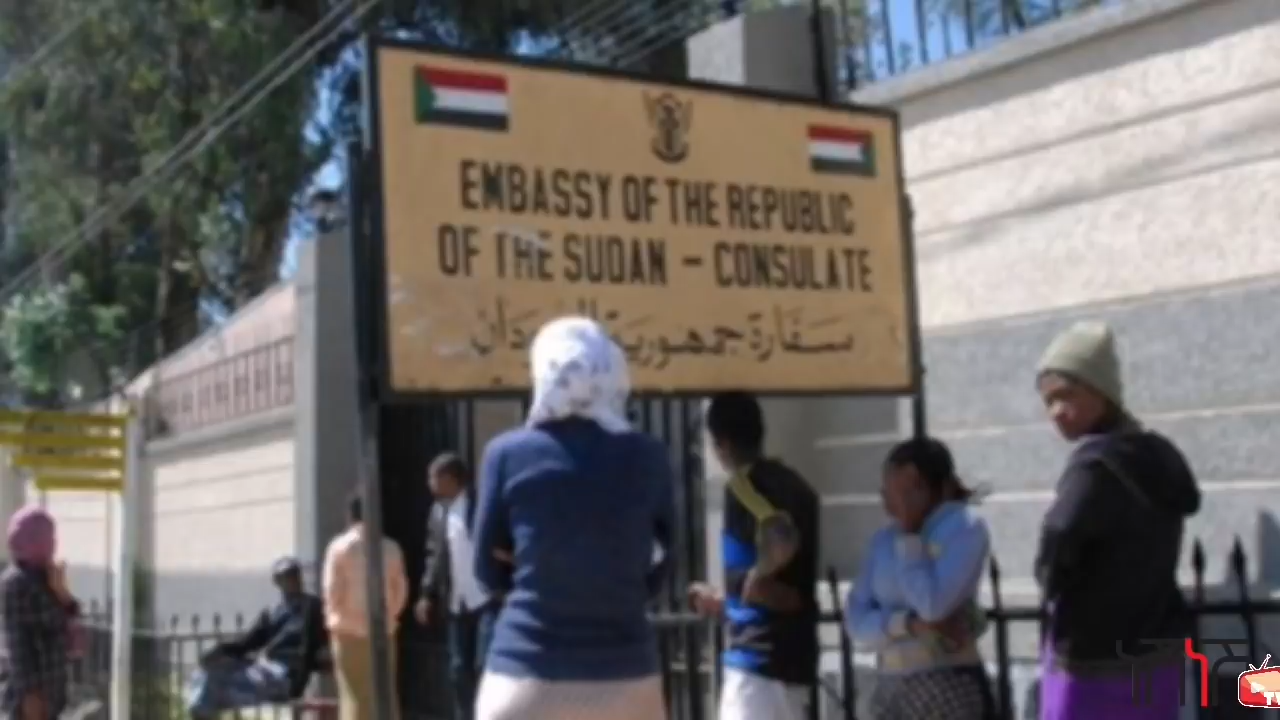 EMBASSY OF THE REPUBLIC
OF THE SUDAN – CONSULATE
سفارة جمهورية